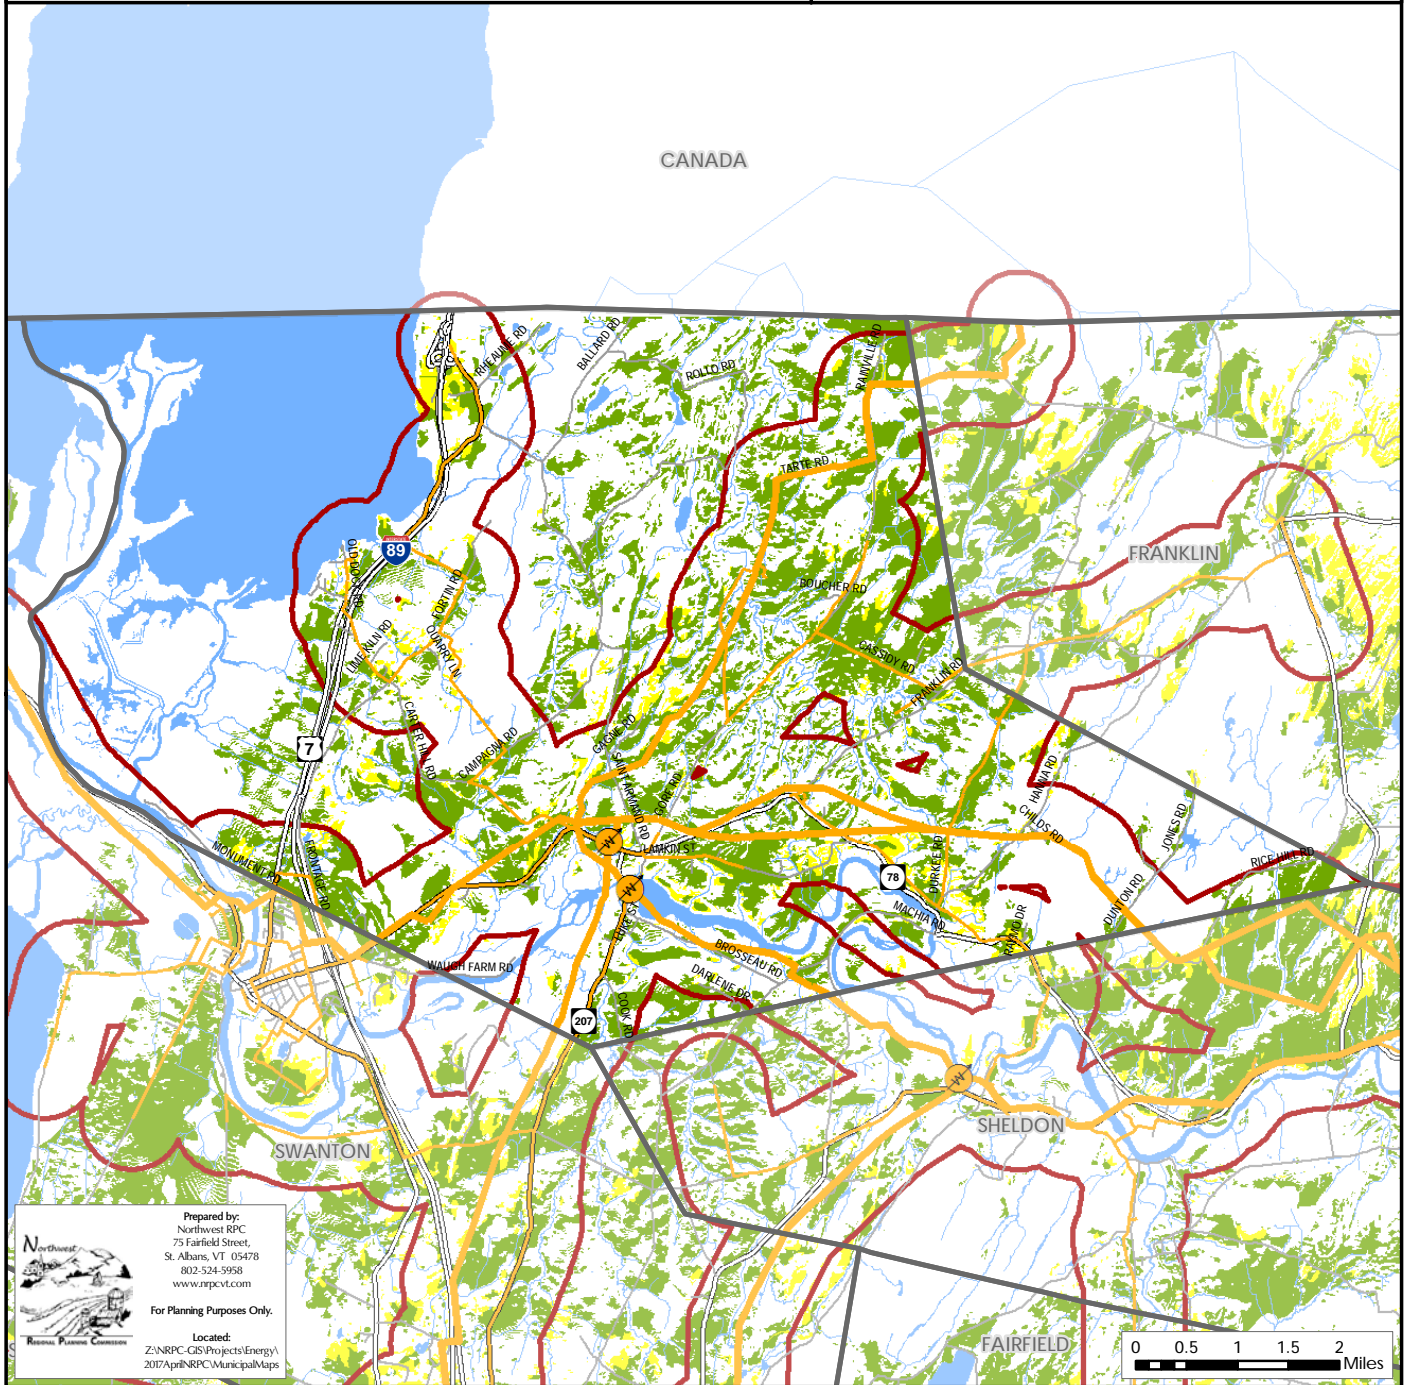 CANADA
RHEAUME RD
BALLARD RD
ROLLO RD
RAINVILLE RD
TARTE RD
89
OLD DOCK RD
FORTIN RD
BOUCHER RD
FRANKLIN
LIME KILN RD
QUARRY LN
CASSIDY RD
FRANKLIN RD
CARTER HILL RD
GAGNE RD
7
CAMPAGNA RD
SAINT ARMAND RD
GORE RD
HANNA RD
CHILDS RD
JONES RD
W
LAMKIN ST
MONUMENT RD
FRONTAGE RD
RICE HILL RD
78
DURKEE RD
W
LUKE ST
MACHIA RD
DUNTON RD
RAYMO DR
BROSSEAU RD
WAUGH FARM RD
DARLENE DR
COOK RD
207
W
SHELDON
SWANTON
Northwest
REGIONAL PLANNING COMMISSION
Prepared by:
Northwest RPC
75 Fairfield Street,
St. Albans, VT 05478
802-524-5958
www.nrpcvt.com
For Planning Purposes Only.
Located:
Z:\NRPC-GIS\Projects\Energy\
2017AprilNRPC\MunicipalMaps
FAIRFIELD
0 0.5 1 1.5 2
Miles